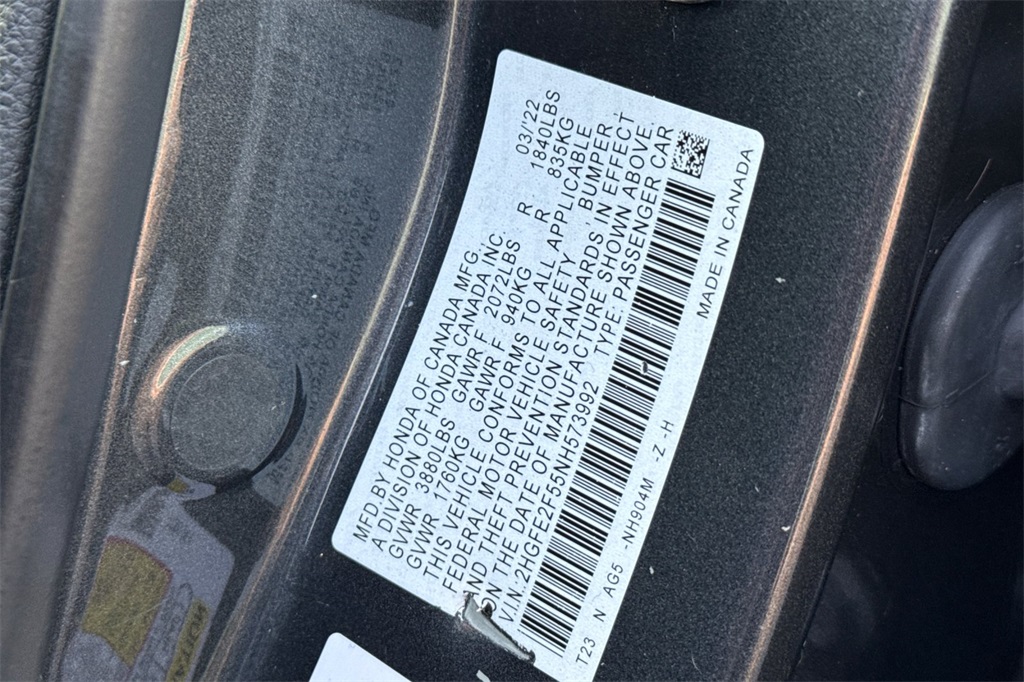 MFD.BY HONDA OF CANADA MFG.
A DIVISION OF HONDA CANADA INC. 03/'22
GVWR 3880LBS GAWR F 2072LBS R 1840LBS
GVWR 1760KG GAWR F 940KG R 835KG
THIS VEHICLE CONFORMS TO ALL APPLICABLE
FEDERAL MOTOR VEHICLE SAFETY, BUMPER,
AND THEFT PREVENTION STANDARDS IN EFFECT
ON THE DATE OF MANUFACTURE SHOWN ABOVE.
V.I.N. 2HGFE2F55NH573992 TYPE PASSENGER CAR
T23 N AG5 -NH904M -Z -H MADE IN CANADA